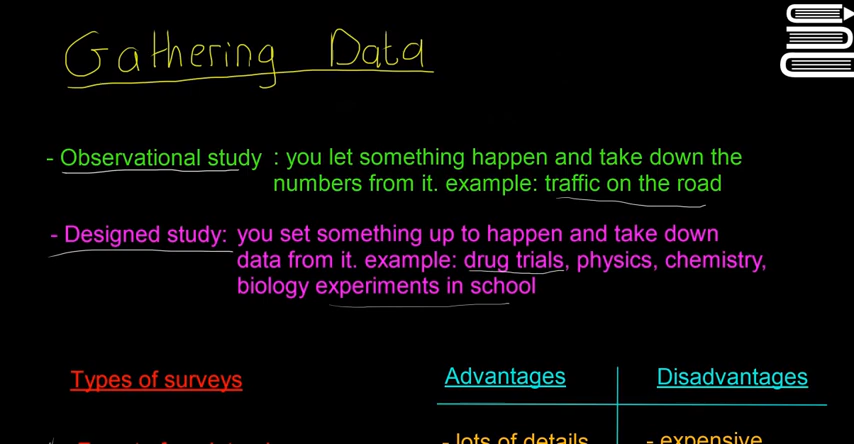 Gathering Data
- Observational study : you let something happen and take down the
numbers from it. example: traffic on the road
- Designed study: you set something up to happen and take down
data from it. example: drug trials, physics, chemistry,
biology experiments in school
Types of surveys
Advantages
Disadvantages
- lots of details
- expensive